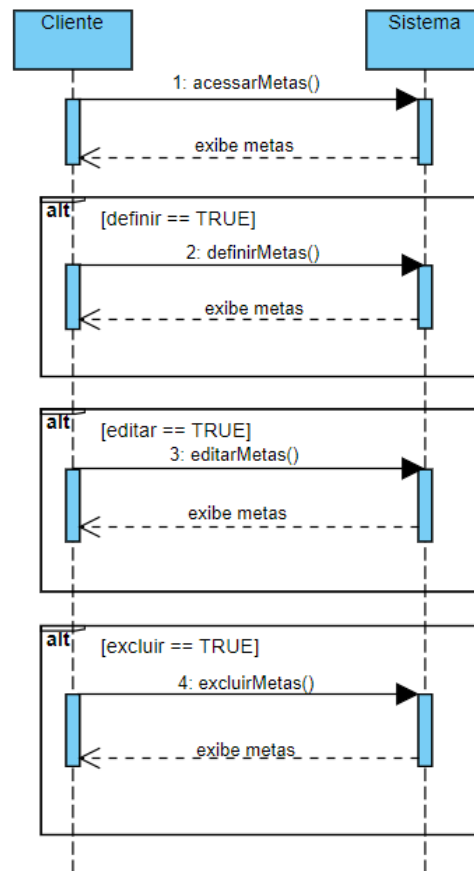 Cliente
Sistema
1: acessarMetas()
exibe metas
alt
[definir == TRUE]
2: definirMetas()
exibe metas
alt
[editar == TRUE]
3: editarMetas()
exibe metas
alt
[excluir == TRUE]
4: excluirMetas()
exibe metas